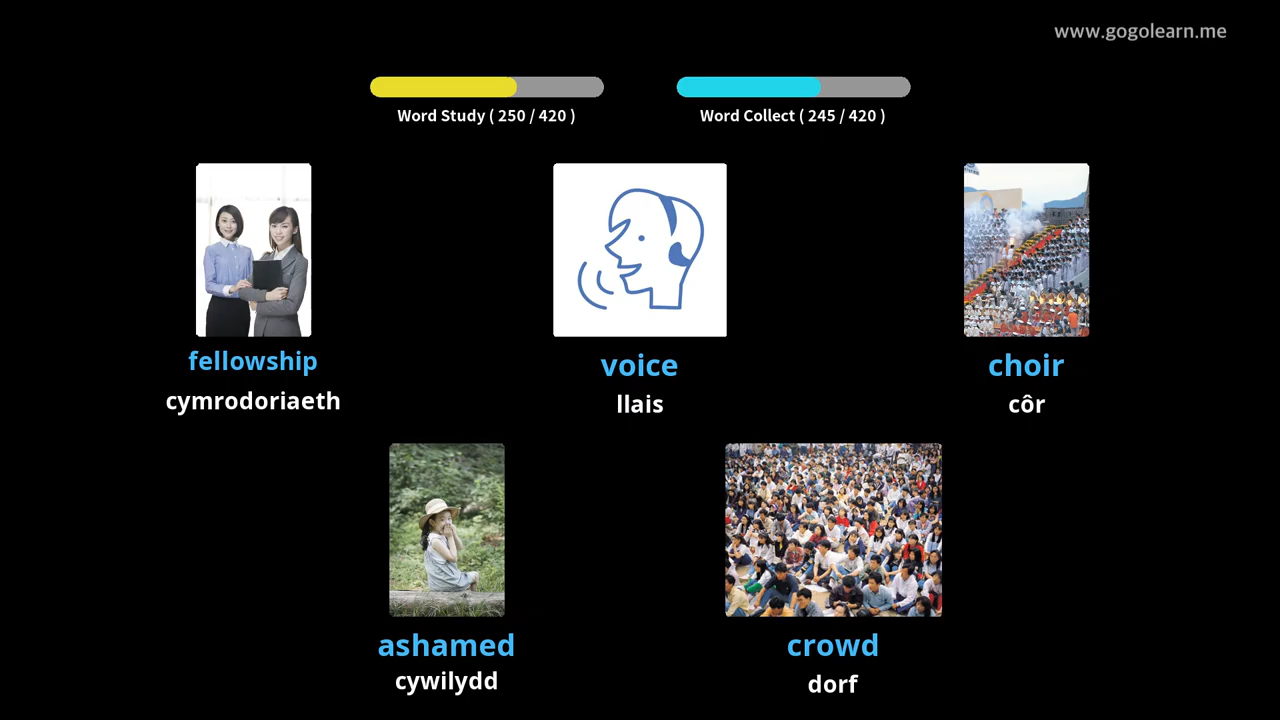 www.gogolearn.me
Word Study ( 250 / 420 )
Word Collect ( 245 / 420 )
fellowship
cymrodoriaeth
voice
llais
choir
côr
ashamed
cywilydd
crowd
dorf